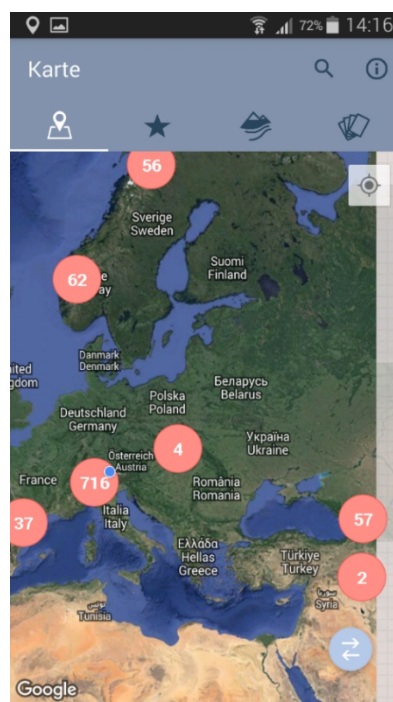 72% 14:16
Karte
56
Sverige
Sweden
Suomi
Finland
62
Danmark
Denmark
Беларусь
Belarus
Polska
Poland
Deutschland
Germany
4
Україна
Ukraine
Österreich
Austria
France
716
România
Romania
Italia
Italy
37
57
Ελλάδα
Hellas
Greece
Türkiye
Turkey
2
سوريا
Syria
تونس
Tunisia
Google